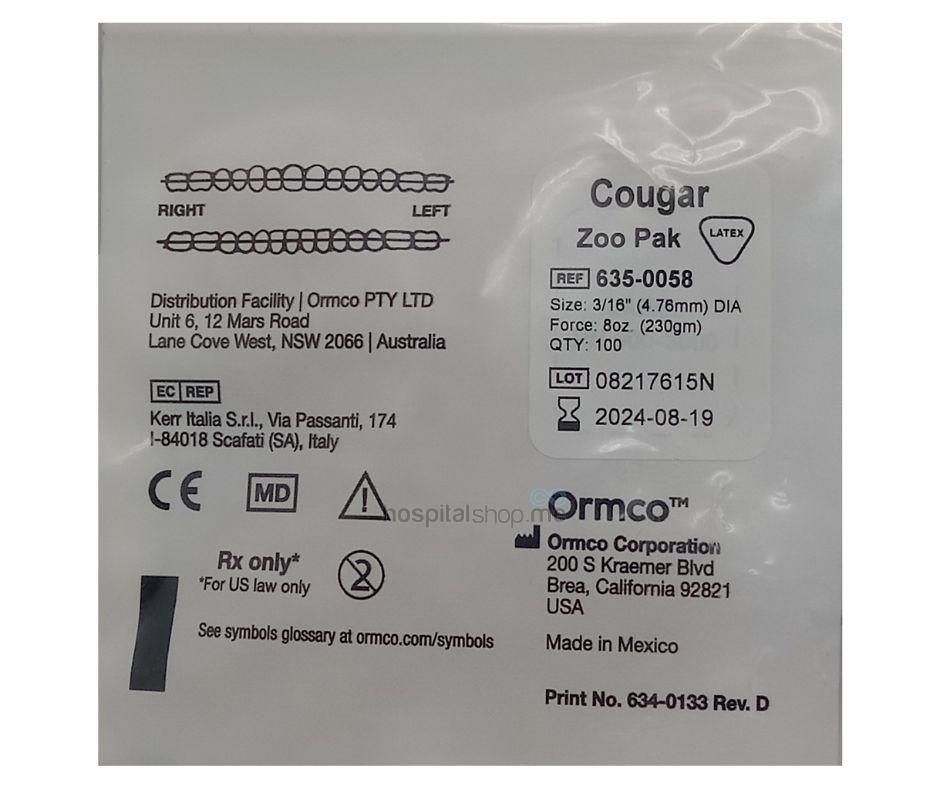 RIGHT LEFT
Distribution Facility | Ormco PTY LTD
Unit 6, 12 Mars Road
Lane Cove West, NSW 2066 | Australia
EC REP
Kerr Italia S.r.l., Via Passanti, 174
I-84018 Scafati (SA), Italy
CE MD !
Rx only*
*For US law only
2
See symbols glossary at ormco.com/symbols
Cougar
Zoo Pak LATEX
REF 635-0058
Size: 3/16" (4.76mm) DIA
Force: 8oz. (230gm)
QTY: 100
LOT 08217615N
2024-08-19
Ormco™
hospitalshop.me
Ormco Corporation
200 S Kraemer Blvd
Brea, California 92821
USA
Made in Mexico
Print No. 634-0133 Rev. D